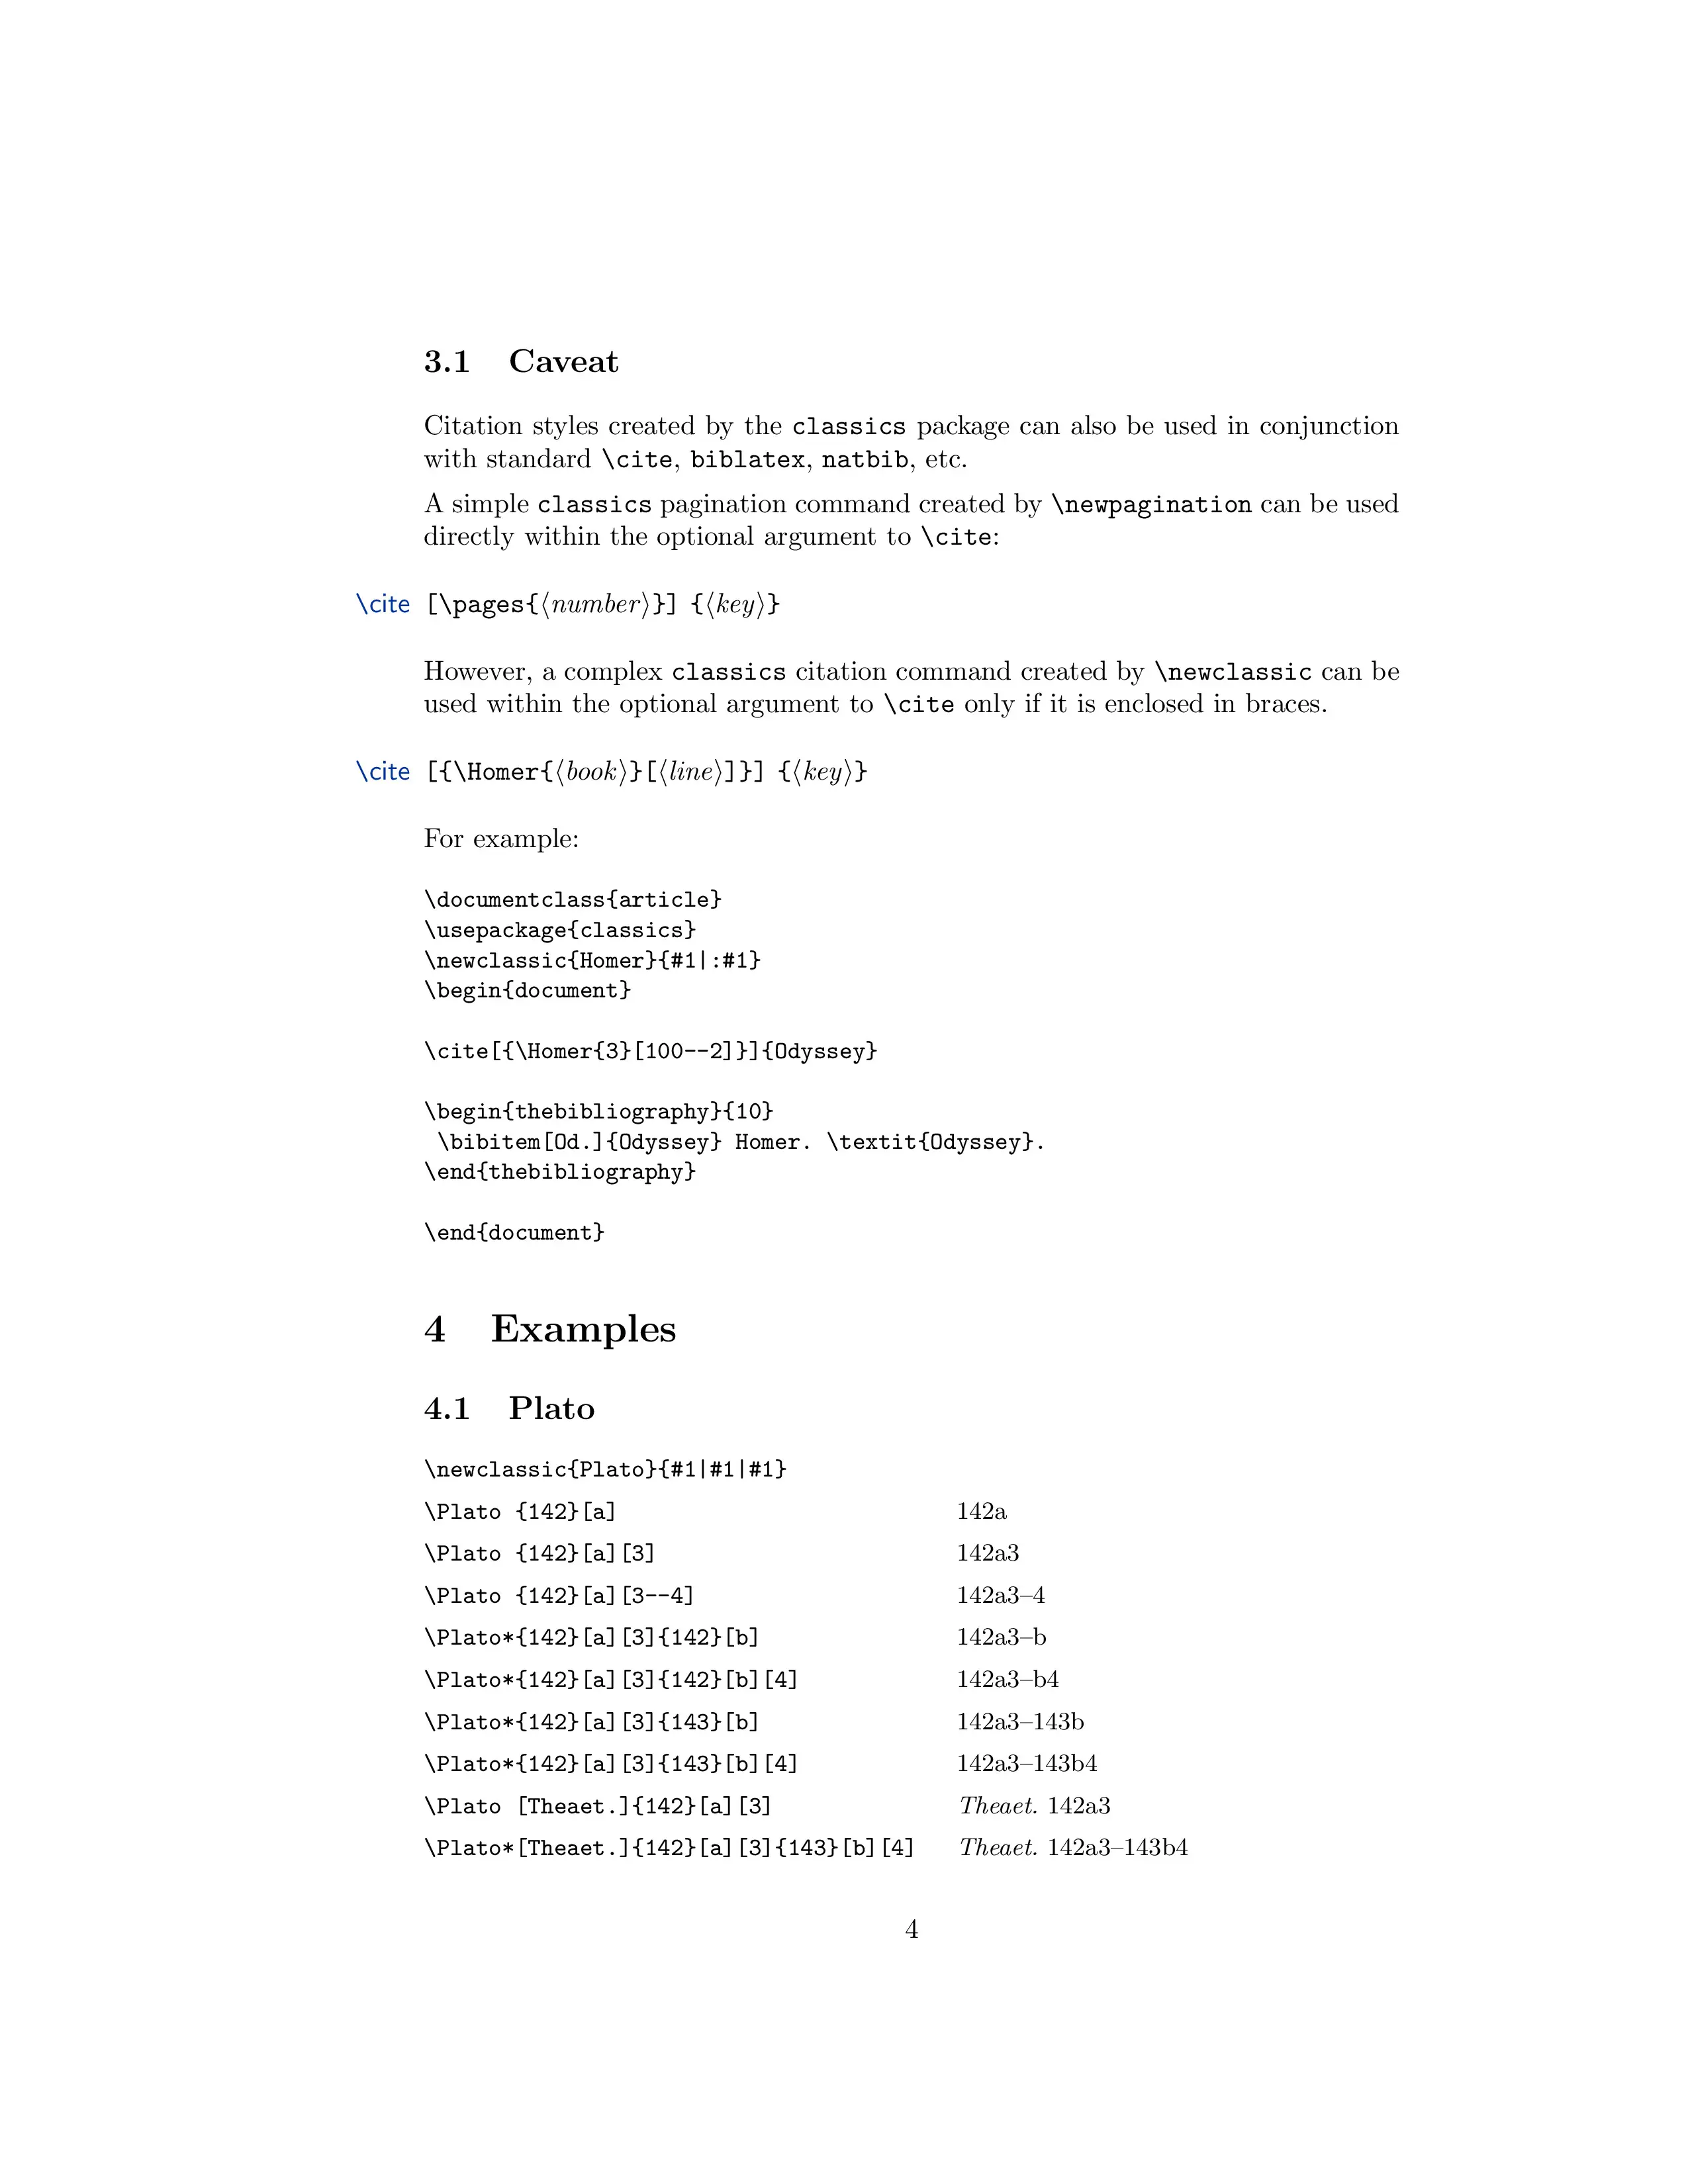 3.1 Caveat
Citation styles created by the classics package can also be used in conjunction
with standard \cite, biblatex, natbib, etc.
A simple classics pagination command created by \newpagination can be used
directly within the optional argument to \cite:
\cite [\pages{⟨number⟩}] {⟨key⟩}
However, a complex classics citation command created by \newclassic can be
used within the optional argument to \cite only if it is enclosed in braces.
\cite [{\Homer{⟨book⟩}[⟨line⟩]}] {⟨key⟩}
For example:
\documentclass{article}
\usepackage{classics}
\newclassic{Homer}{#1|:#1}
\begin{document}
\cite[{\Homer{3}[100--2]}]{Odyssey}
\begin{thebibliography}{10}
\bibitem[Od.]{Odyssey} Homer. \textit{Odyssey}.
\end{thebibliography}
\end{document}
4 Examples
4.1 Plato
\newclassic{Plato}{#1|#1|#1}
\Plato {142}[a] 142a
\Plato {142}[a][3] 142a3
\Plato {142}[a][3--4] 142a3–4
\Plato*{142}[a][3]{142}[b] 142a3–b
\Plato*{142}[a][3]{142}[b][4] 142a3–b4
\Plato*{142}[a][3]{143}[b] 142a3–143b
\Plato*{142}[a][3]{143}[b][4] 142a3–143b4
\Plato [Theaet.]{142}[a][3] Theaet. 142a3
\Plato*[Theaet.]{142}[a][3]{143}[b][4] Theaet. 142a3–143b4
4